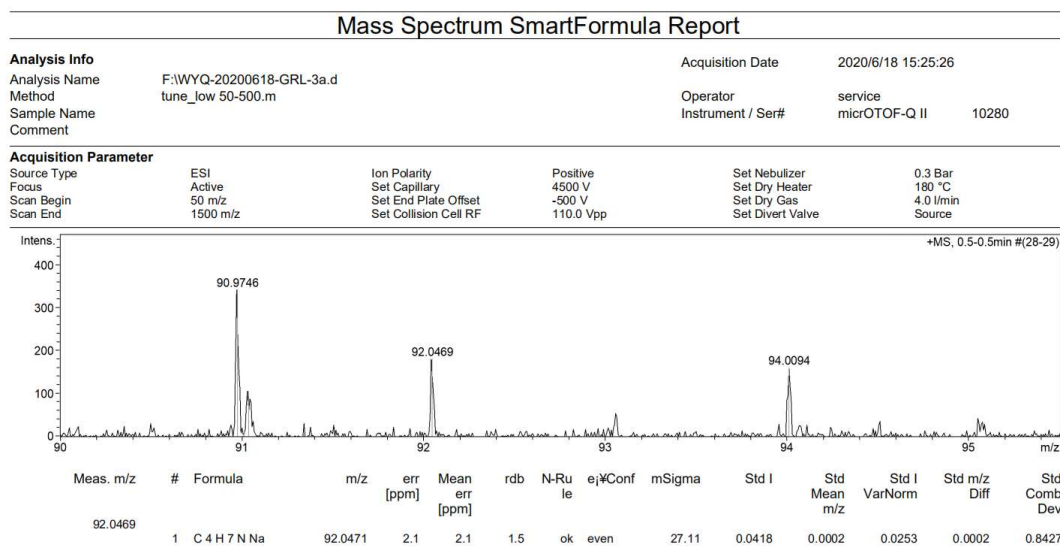 Mass Spectrum SmartFormula Report
Analysis Info
Acquisition Date 2020/6/18 15:25:26
Analysis Name F:\WYQ-20200618-GRL-3a.d
Method tune_low 50-500.m Operator service
Sample Name Instrument / Ser# micrOTOF-Q II 10280
Comment
Acquisition Parameter
Source Type ESI Ion Polarity Positive Set Nebulizer 0.3 Bar
Focus Active Set Capillary 4500 V Set Dry Heater 180 °C
Scan Begin 50 m/z Set End Plate Offset -500 V Set Dry Gas 4.0 l/min
Scan End 1500 m/z Set Collision Cell RF 110.0 Vpp Set Divert Valve Source
Intens. +MS, 0.5-0.5min #(28-29)
400
90.9746
300
200 92.0469 94.0094
100
0
90 91 92 93 94 95 m/z
Meas. m/z # Formula m/z err Mean rdb N-Ru e¡¥Conf mSigma Std I Std Std I Std m/z Std
[ppm] err le Mean VarNorm Diff Comb
[ppm] m/z Dev
92.0469
1 C 4 H 7 N Na 92.0471 2.1 2.1 1.5 ok even 27.11 0.0418 0.0002 0.0253 0.0002 0.8427